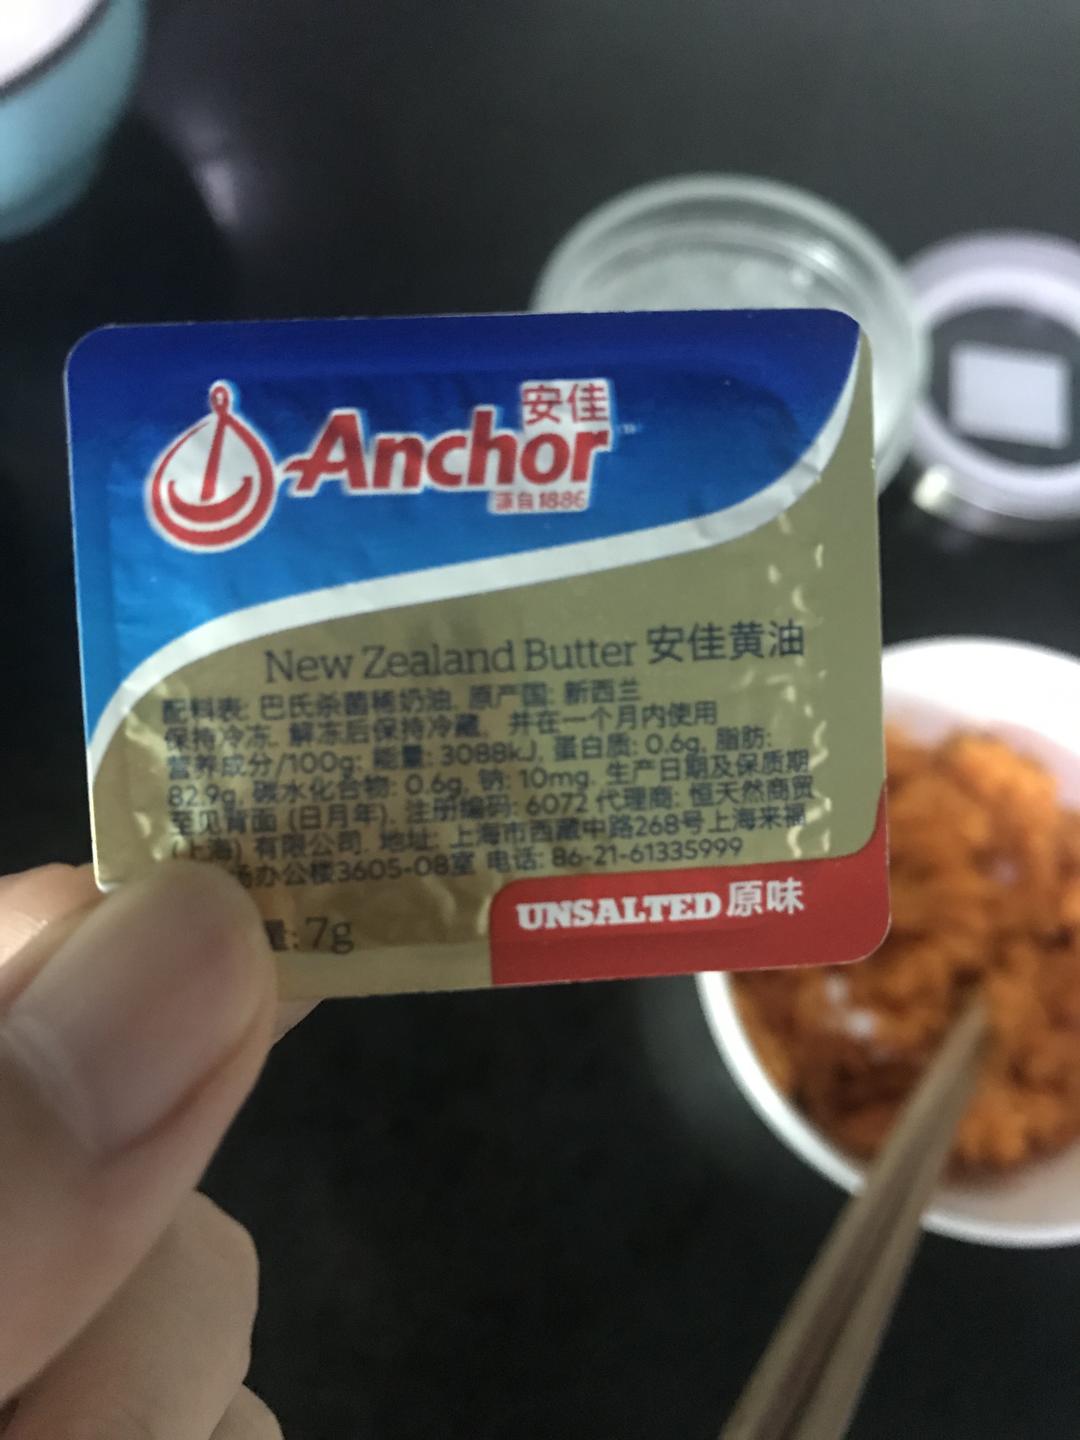 安佳
Anchor™
源自1886
New Zealand Butter 安佳黄油
配料表: 巴氏杀菌稀奶油. 原产国: 新西兰
保持冷冻, 解冻后保持冷藏, 并在一个月内使用
营养成分/100g: 能量: 3088kJ, 蛋白质: 0.6g, 脂肪:
82.9g, 碳水化合物: 0.6g, 钠: 10mg. 生产日期及保质期
至见背面 (日月年). 注册编码: 6072 代理商: 恒天然商贸
(上海) 有限公司 地址: 上海市西藏中路268号上海来福
场办公楼3605-08室 电话: 86-21-61335999
量: 7g
UNSALTED 原味